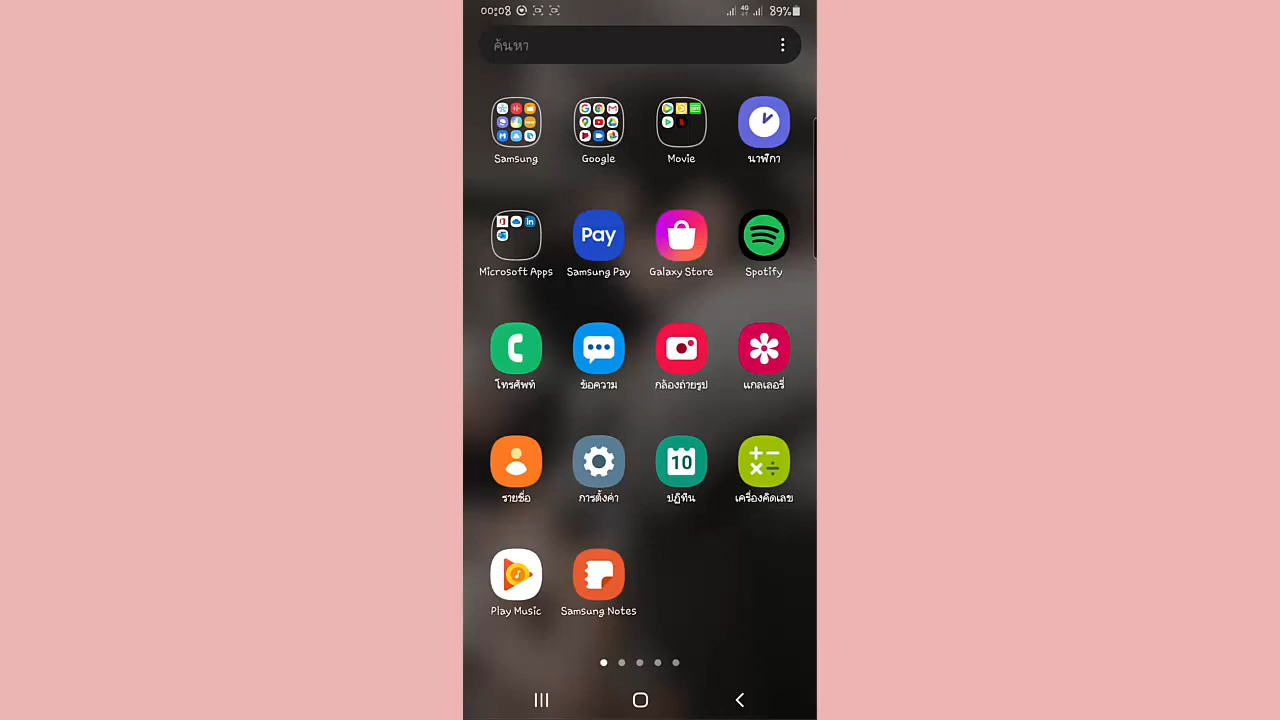 00:08 4G 89%
ค้นหา
Samsung Google Movie นาฬิกา
Pay
Microsoft Apps Samsung Pay Galaxy Store Spotify
โทรศัพท์ ข้อความ กล้องถ่ายรูป แกลเลอรี่
10
รายชื่อ การตั้งค่า ปฏิทิน เครื่องคิดเลข
Play Music Samsung Notes